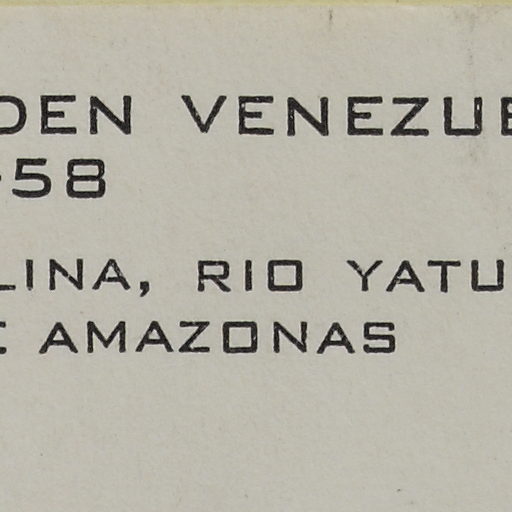 DEN VENEZUE
-58
LINA, RIO YATU
E AMAZONAS